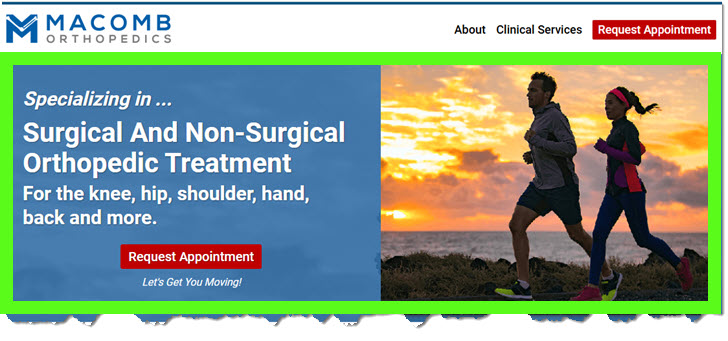 MACOMB
ORTHOPEDICS
About Clinical Services Request Appointment
Specializing in ...
Surgical And Non-Surgical
Orthopedic Treatment
For the knee, hip, shoulder, hand,
back and more.
Request Appointment
Let's Get You Moving!